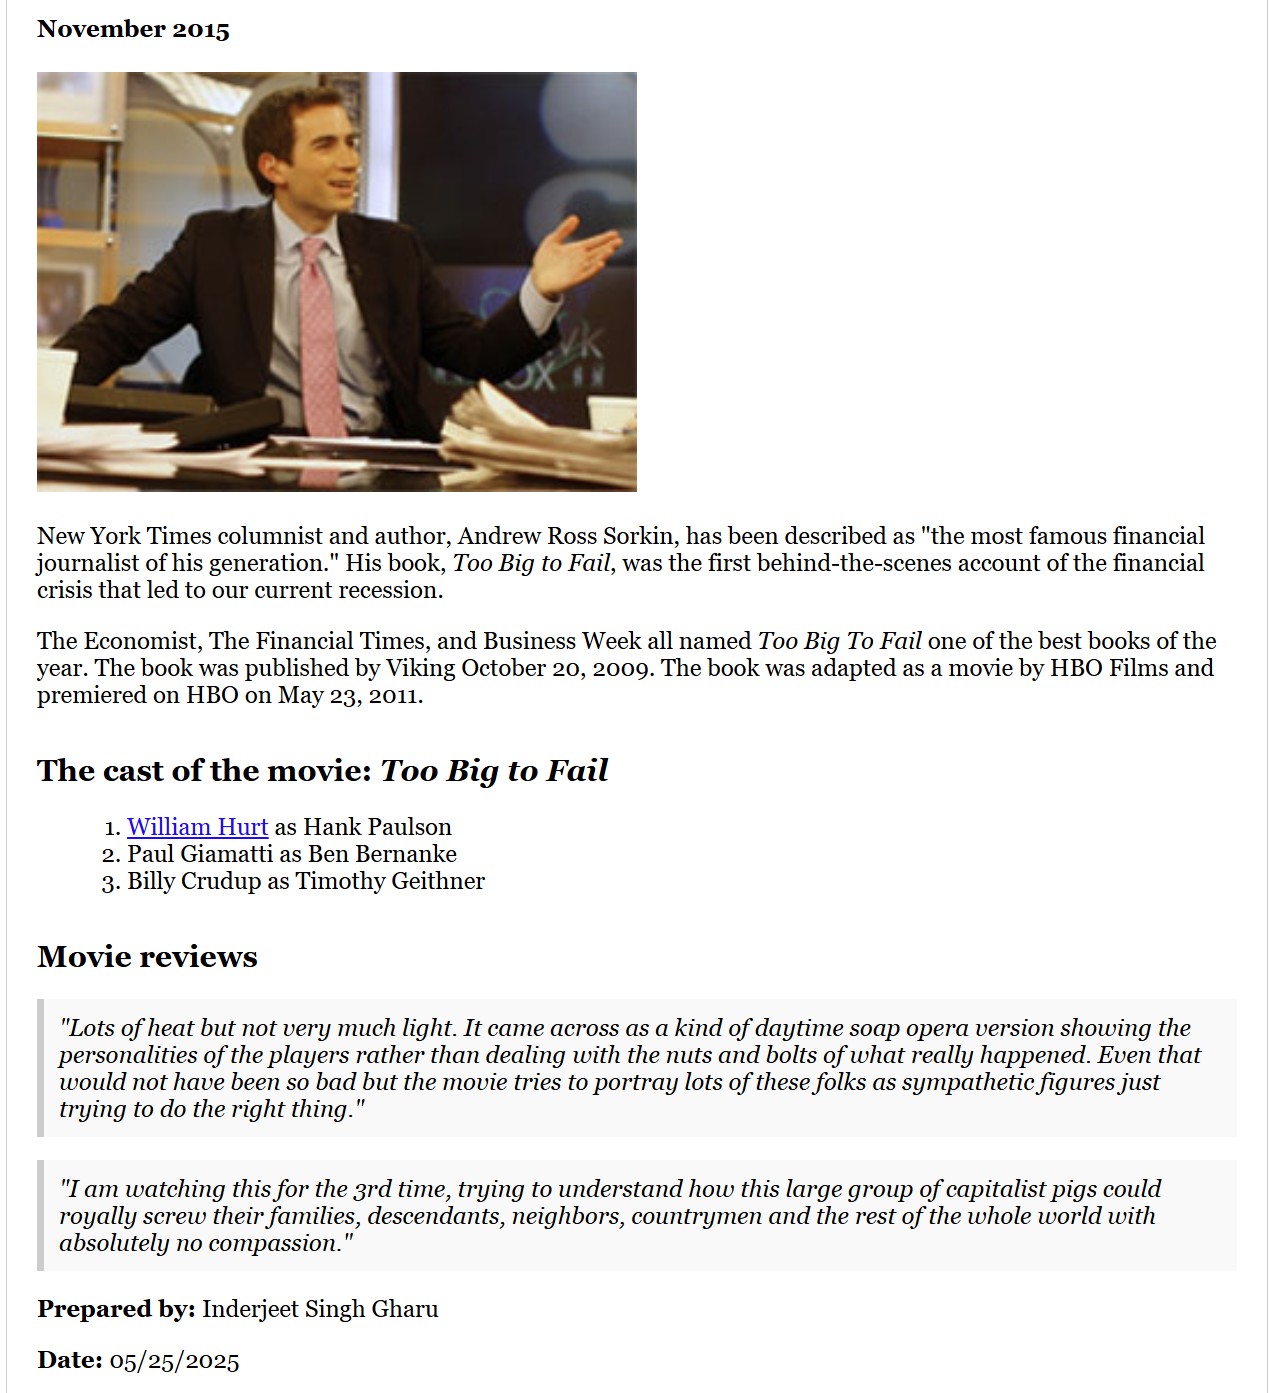 November 2015
New York Times columnist and author, Andrew Ross Sorkin, has been described as "the most famous financial
journalist of his generation." His book, Too Big to Fail, was the first behind-the-scenes account of the financial
crisis that led to our current recession.
The Economist, The Financial Times, and Business Week all named Too Big To Fail one of the best books of the
year. The book was published by Viking October 20, 2009. The book was adapted as a movie by HBO Films and
premiered on HBO on May 23, 2011.
The cast of the movie: Too Big to Fail
1. William Hurt as Hank Paulson
2. Paul Giamatti as Ben Bernanke
3. Billy Crudup as Timothy Geithner
Movie reviews
"Lots of heat but not very much light. It came across as a kind of daytime soap opera version showing the
personalities of the players rather than dealing with the nuts and bolts of what really happened. Even that
would not have been so bad but the movie tries to portray lots of these folks as sympathetic figures just
trying to do the right thing."
"I am watching this for the 3rd time, trying to understand how this large group of capitalist pigs could
royally screw their families, descendants, neighbors, countrymen and the rest of the whole world with
absolutely no compassion."
Prepared by: Inderjeet Singh Gharu
Date: 05/25/2025